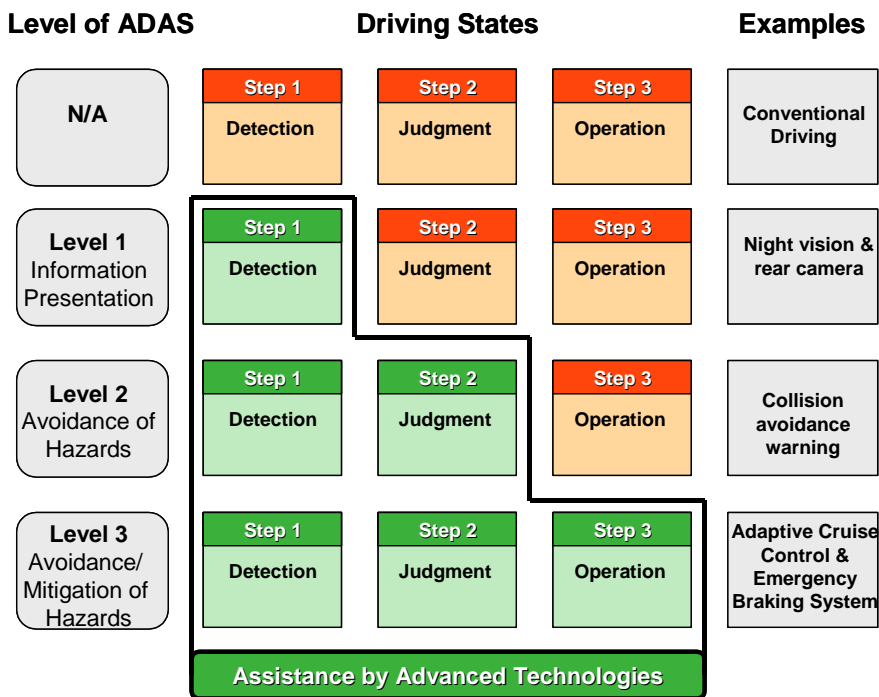 Level of ADAS
Driving States
Examples
N/A
Step 1
Detection
Step 2
Judgment
Step 3
Operation
Conventional
Driving
Level 1
Information
Presentation
Step 1
Detection
Step 2
Judgment
Step 3
Operation
Night vision &
rear camera
Level 2
Avoidance of
Hazards
Step 1
Detection
Step 2
Judgment
Step 3
Operation
Collision
avoidance
warning
Level 3
Avoidance/
Mitigation of
Hazards
Step 1
Detection
Step 2
Judgment
Step 3
Operation
Adaptive Cruise
Control &
Emergency
Braking System
Assistance by Advanced Technologies